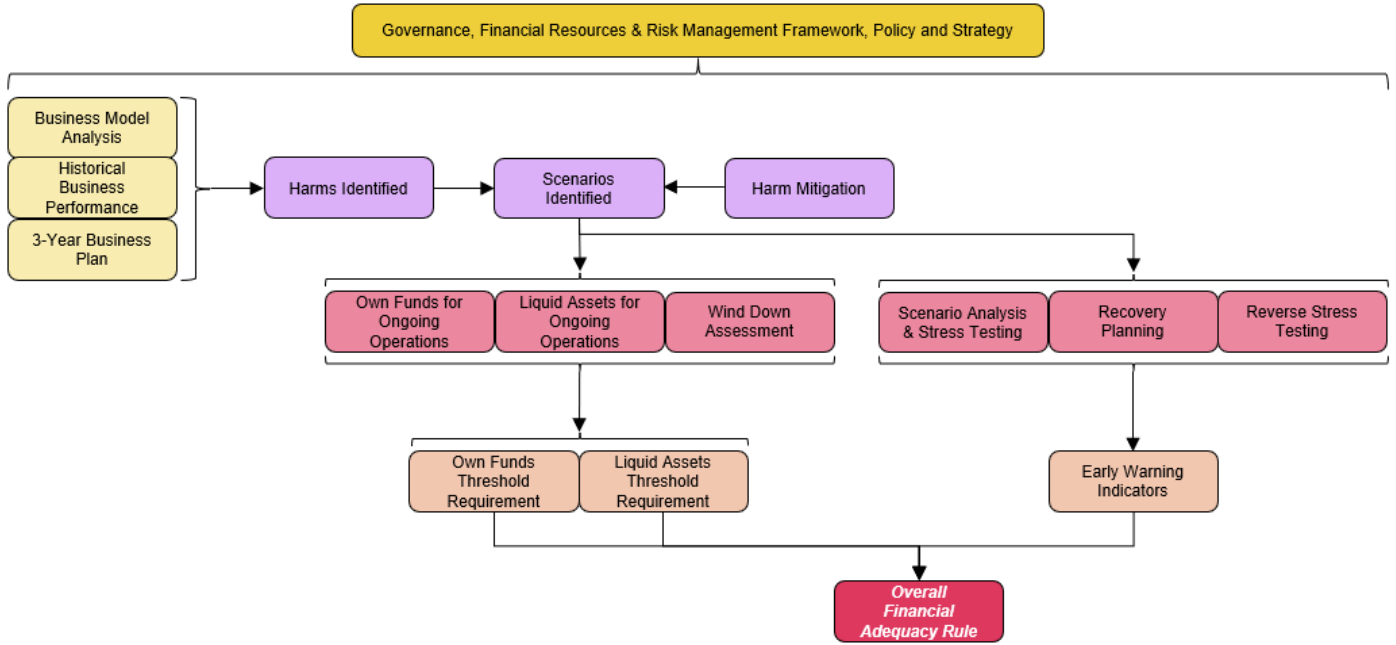 Governance, Financial Resources & Risk Management Framework, Policy and Strategy
Business Model
Analysis
Historical
Business
Performance
3-Year Business
Plan
Harms Identified
Scenarios
Identified
Harm Mitigation
Own Funds for
Ongoing
Operations
Liquid Assets for
Ongoing
Operations
Wind Down
Assessment
Scenario Analysis
& Stress Testing
Recovery
Planning
Reverse Stress
Testing
Own Funds
Threshold
Requirement
Liquid Assets
Threshold
Requirement
Early Warning
Indicators
Overall
Financial
Adequacy Rule